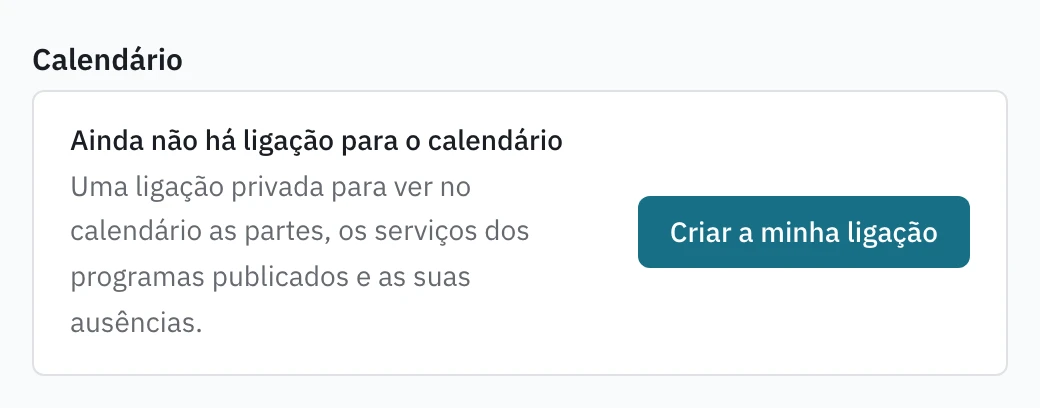 Calendário
Ainda não há ligação para o calendário
Uma ligação privada para ver no
calendário as partes, os serviços dos
programas publicados e as suas
ausências.
Criar a minha ligação